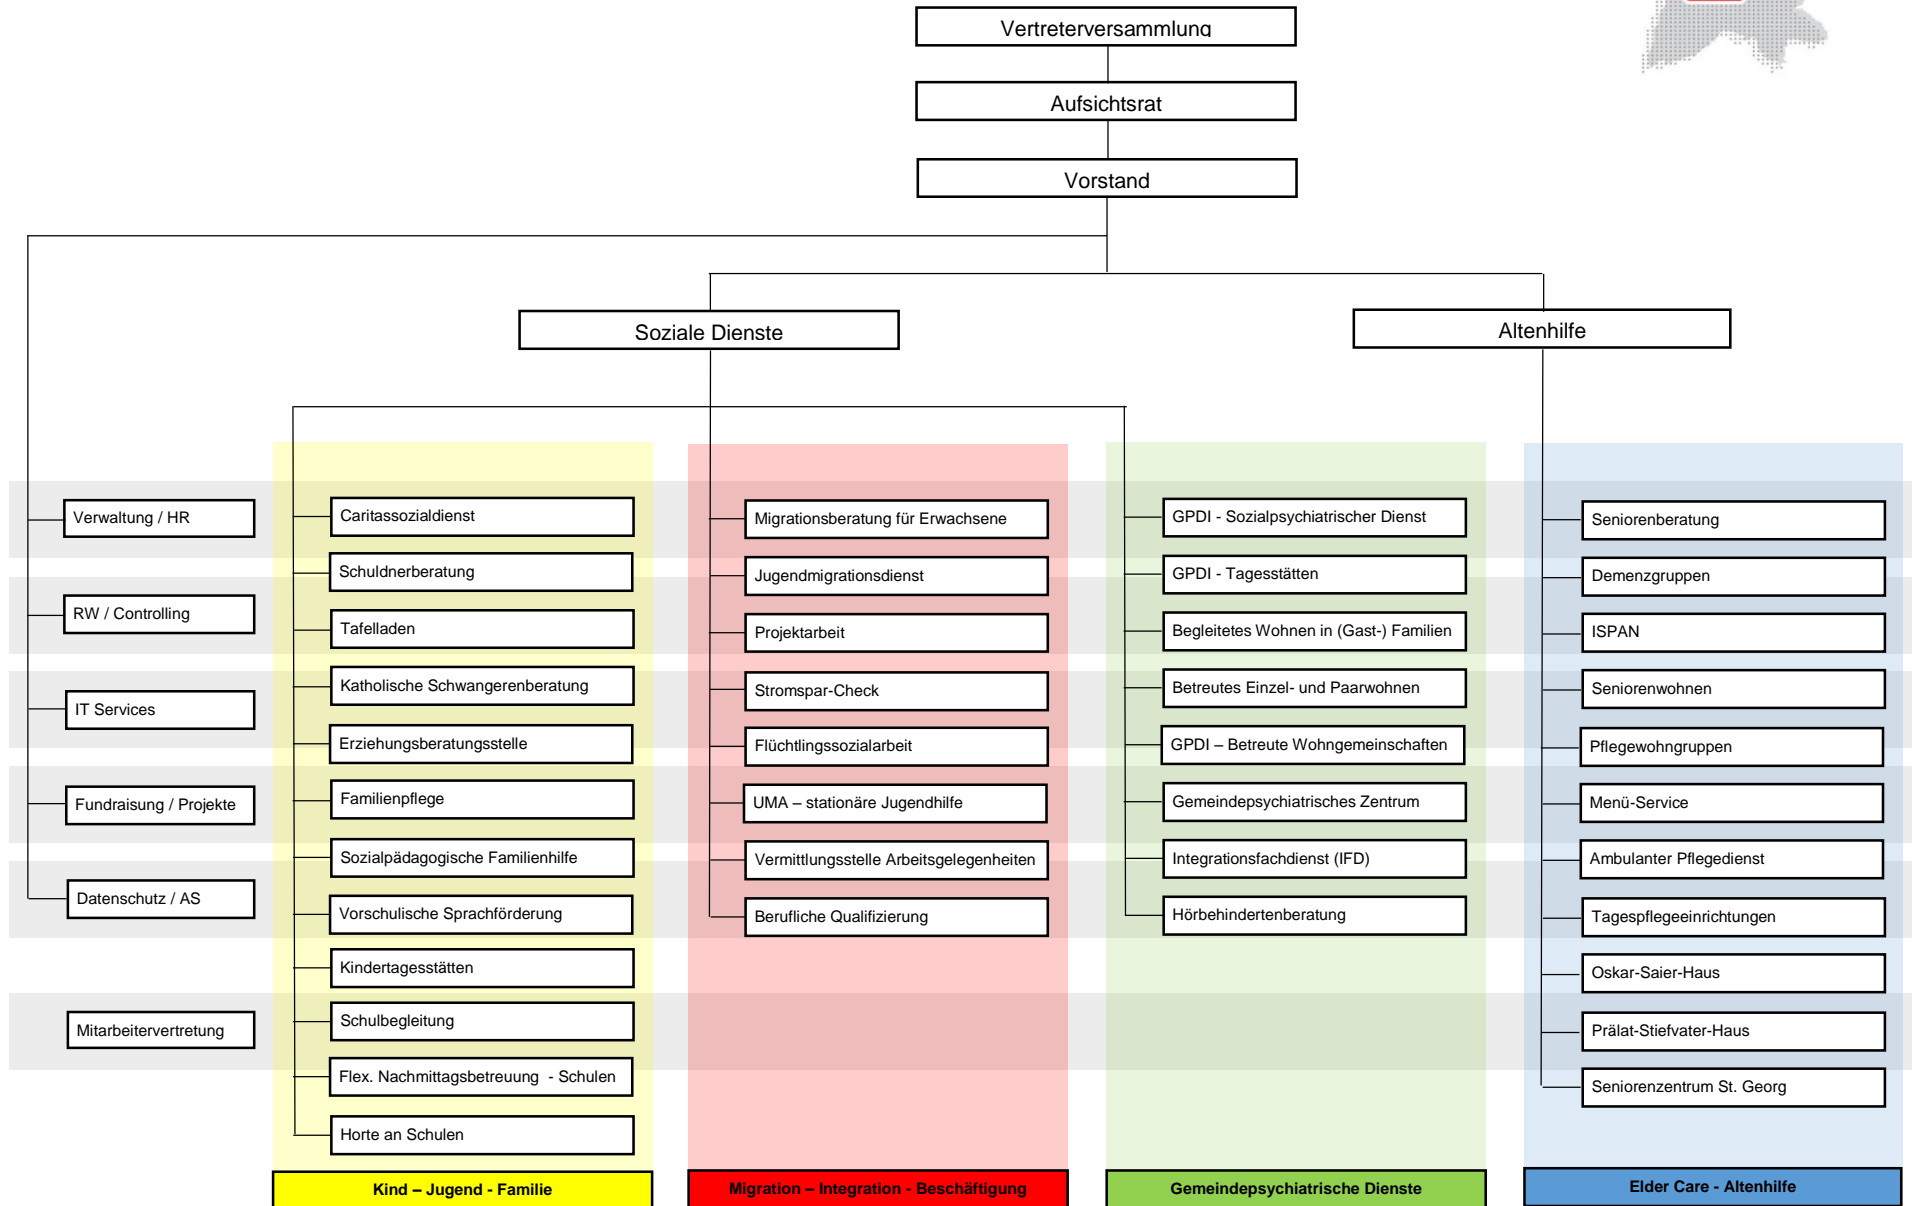 Vertreterversammlung
Aufsichtsrat
Vorstand
Soziale Dienste
Altenhilfe
Verwaltung / HR
RW / Controlling
IT Services
Fundraisung / Projekte
Datenschutz / AS
Mitarbeitervertretung
Caritassozialdienst
Schuldnerberatung
Tafelladen
Katholische Schwangerenberatung
Erziehungsberatungsstelle
Familienpflege
Sozialpädagogische Familienhilfe
Vorschulische Sprachförderung
Kindertagesstätten
Schulbegleitung
Flex. Nachmittagsbetreuung - Schulen
Horte an Schulen
Kind – Jugend - Familie
Migrationsberatung für Erwachsene
Jugendmigrationsdienst
Projektarbeit
Stromspar-Check
Flüchtlingssozialarbeit
UMA – stationäre Jugendhilfe
Vermittlungsstelle Arbeitsgelegenheiten
Berufliche Qualifizierung
Migration – Integration - Beschäftigung
GPDI - Sozialpsychiatrischer Dienst
GPDI - Tagesstätten
Begleitetes Wohnen in (Gast-) Familien
Betreutes Einzel- und Paarwohnen
GPDI – Betreute Wohngemeinschaften
Gemeindepsychiatrisches Zentrum
Integrationsfachdienst (IFD)
Hörbehindertenberatung
Gemeindepsychiatrische Dienste
Seniorenberatung
Demenzgruppen
ISPAN
Seniorenwohnen
Pflegewohngruppen
Menü-Service
Ambulanter Pflegedienst
Tagespflegeeinrichtungen
Oskar-Saier-Haus
Prälat-Stiefvater-Haus
Seniorenzentrum St. Georg
Elder Care - Altenhilfe